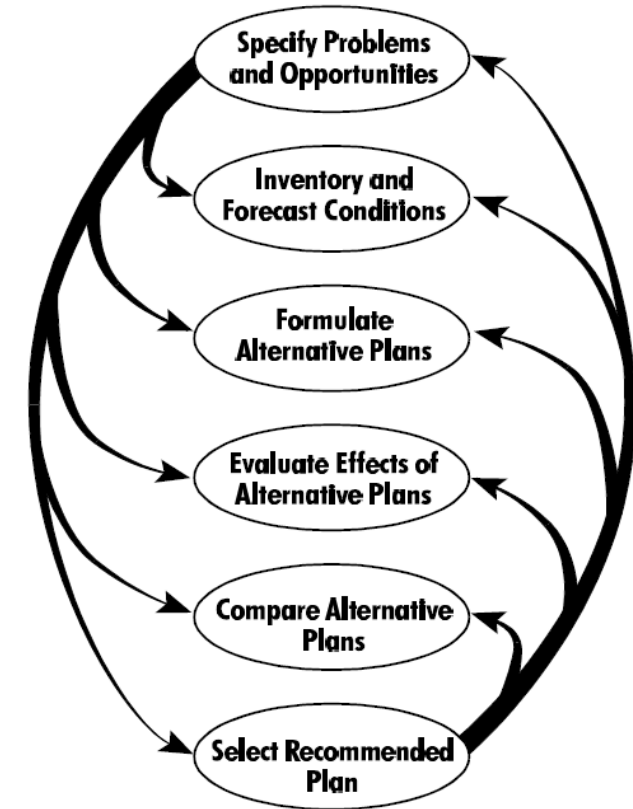 Specify Problems
and Opportunities
Inventory and
Forecast Conditions
Formulate
Alternative Plans
Evaluate Effects of
Alternative Plans
Compare Alternative
Plans
Select Recommended
Plan